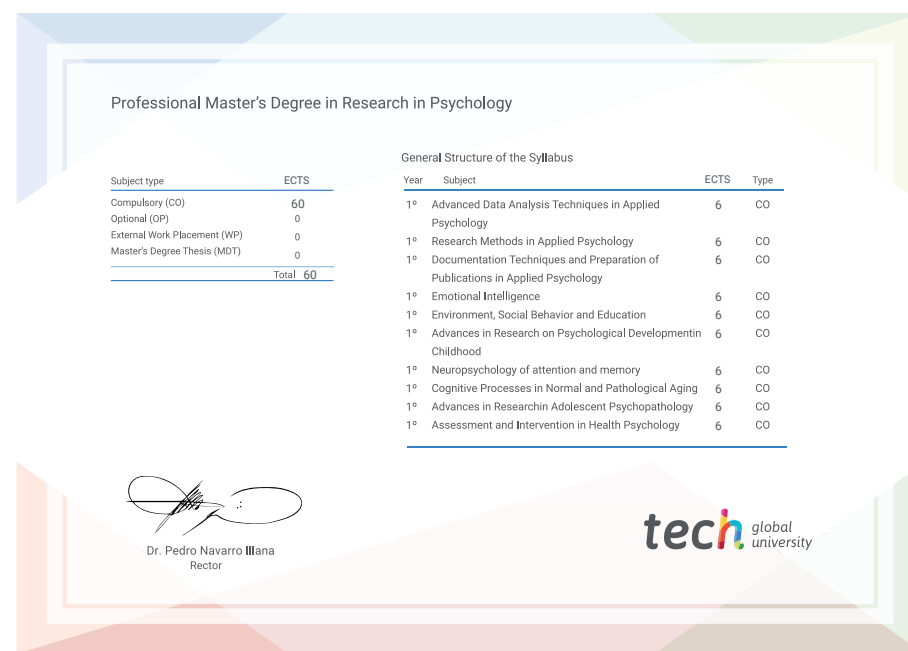 Professional Master's Degree in Research in Psychology
General Structure of the Syllabus
Subject type ECTS
Compulsory (CO) 60
Optional (OP) 0
External Work Placement (WP) 0
Master's Degree Thesis (MDT) 0
Total 60
Year Subject ECTS Type
1º Advanced Data Analysis Techniques in Applied 6 CO
Psychology
1º Research Methods in Applied Psychology 6 CO
1º Documentation Techniques and Preparation of 6 CO
Publications in Applied Psychology
1º Emotional Intelligence 6 CO
1º Environment, Social Behavior and Education 6 CO
1º Advances in Research on Psychological Developmentin 6 CO
Childhood
1º Neuropsychology of attention and memory 6 CO
1º Cognitive Processes in Normal and Pathological Aging 6 CO
1º Advances in Researchin Adolescent Psychopathology 6 CO
1º Assessment and Intervention in Health Psychology 6 CO
Dr. Pedro Navarro Illana
Rector
tech global
university